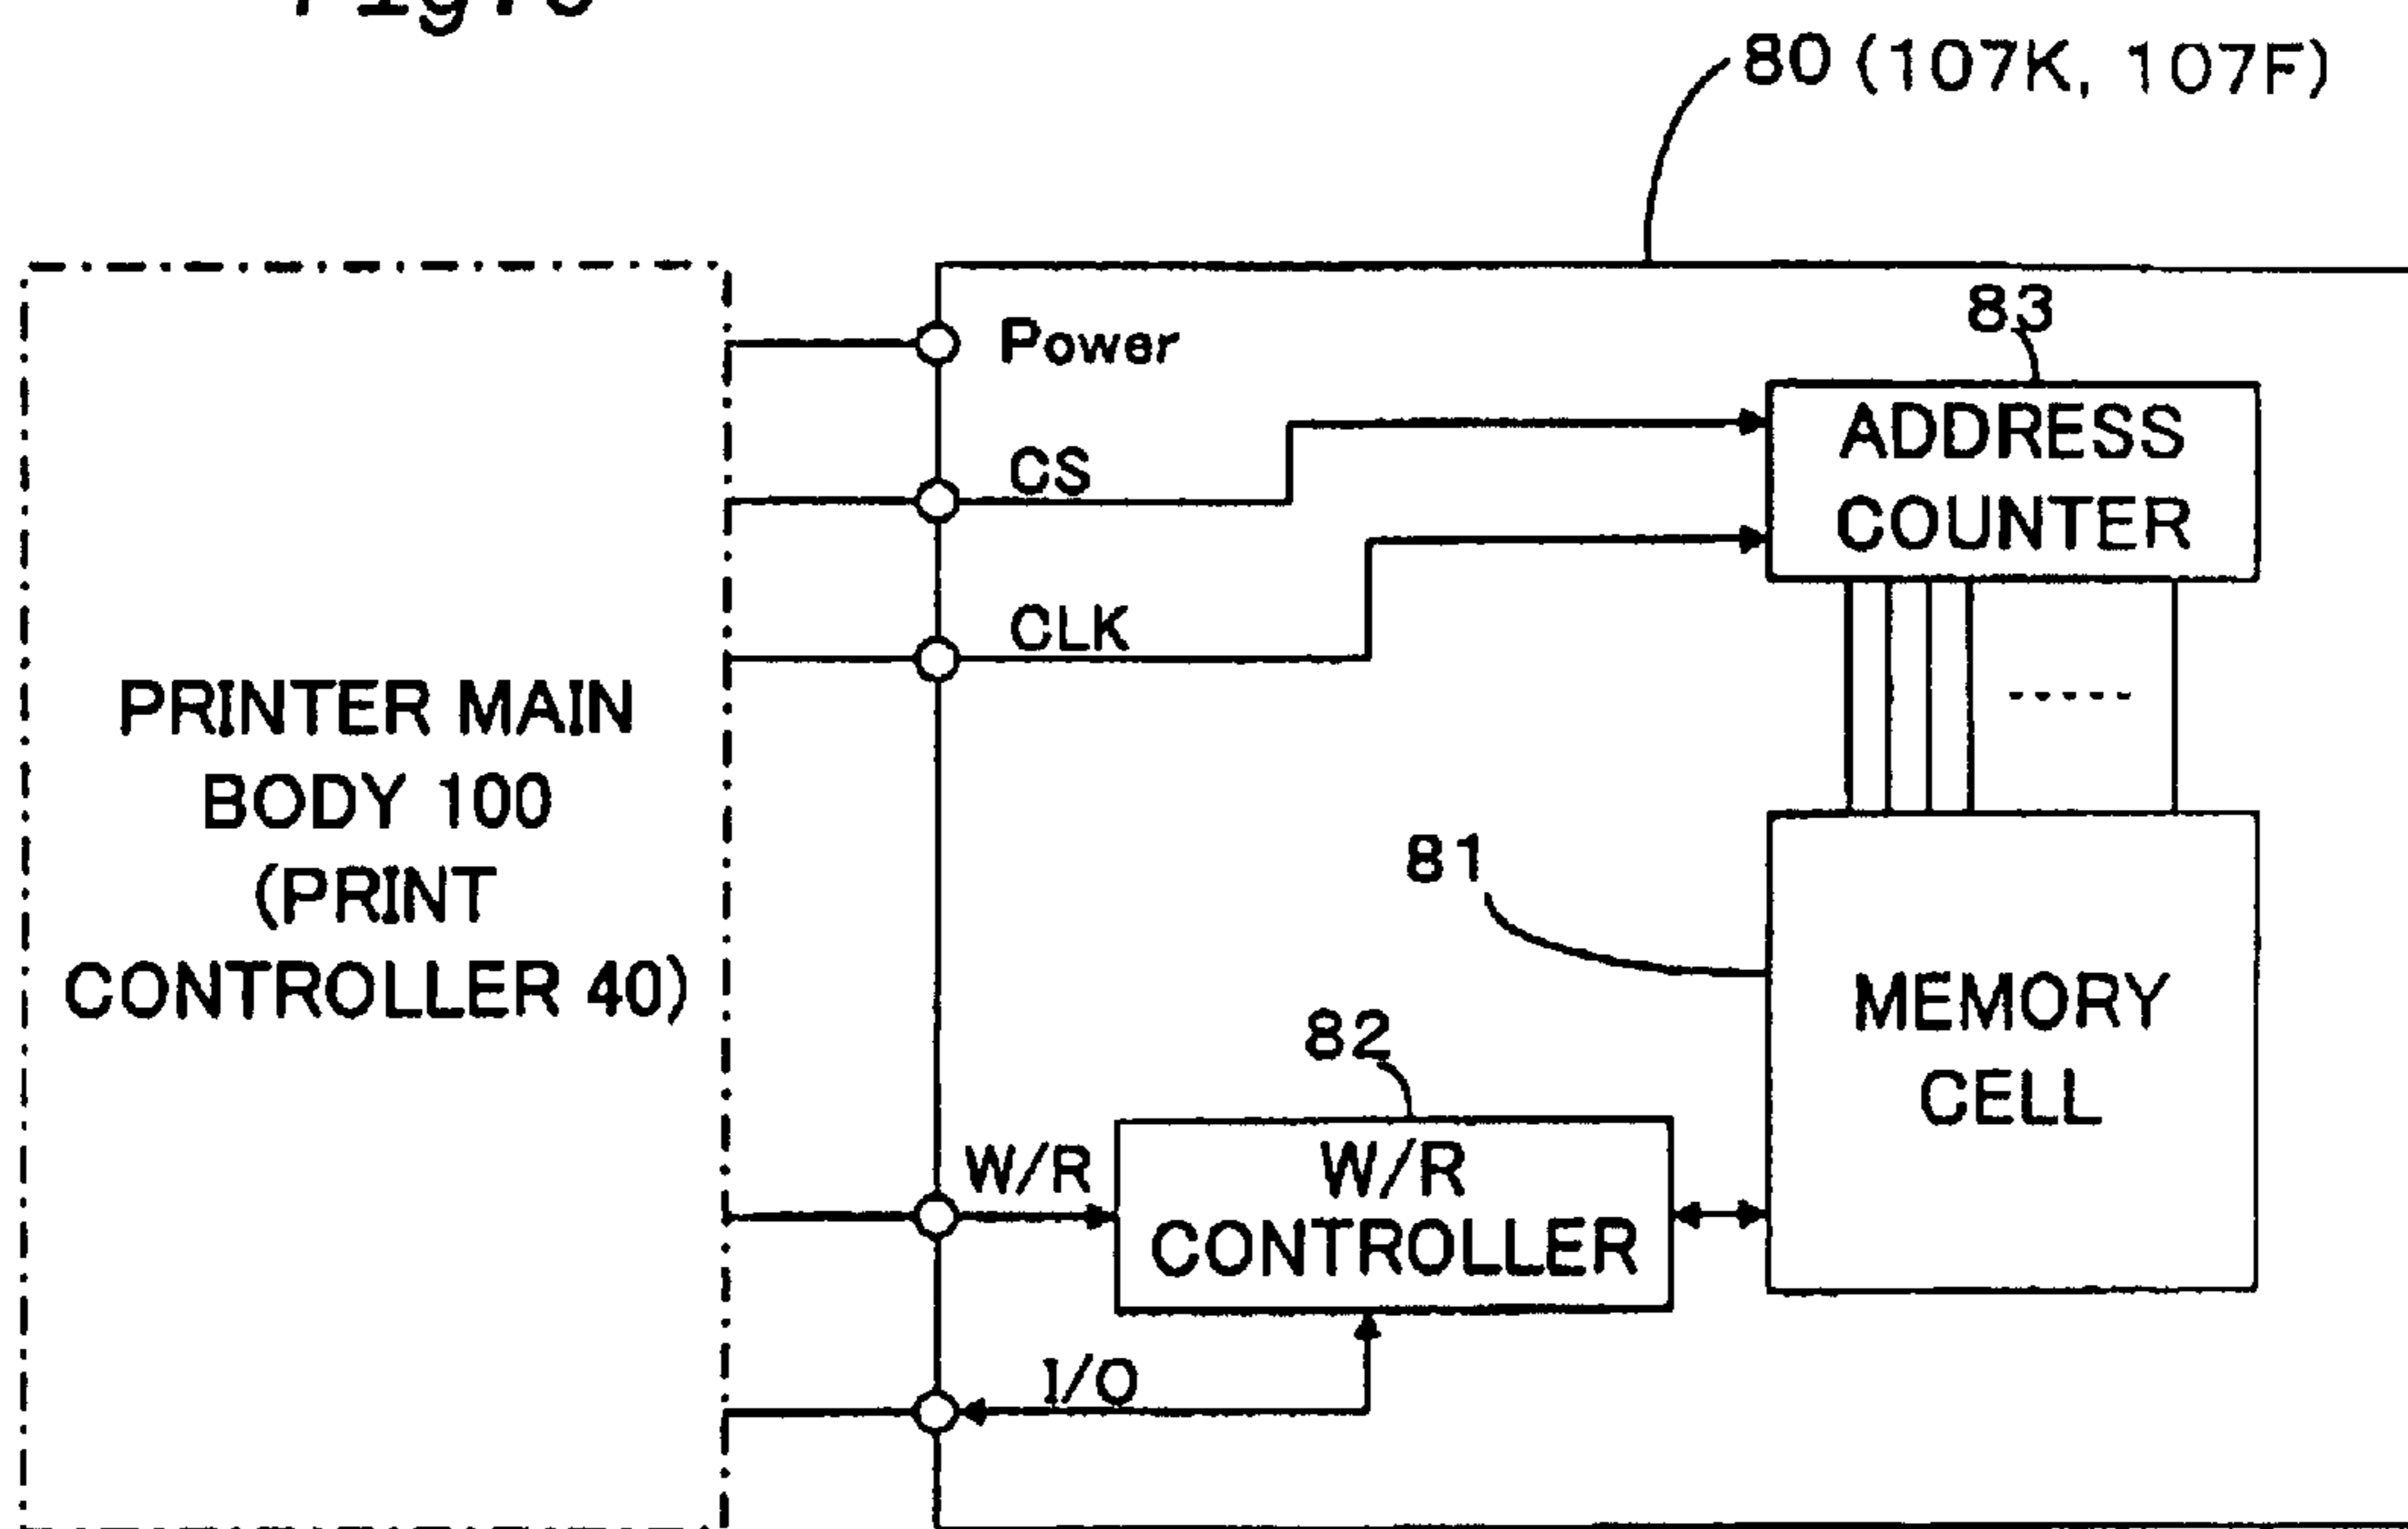 80 (107K, 107F)
83
Power
ADDRESS
COUNTER
CS
CLK
PRINTER MAIN
BODY 100
(PRINT
CONTROLLER 40)
81
MEMORY
CELL
82
W/R
W/R
CONTROLLER
I/O